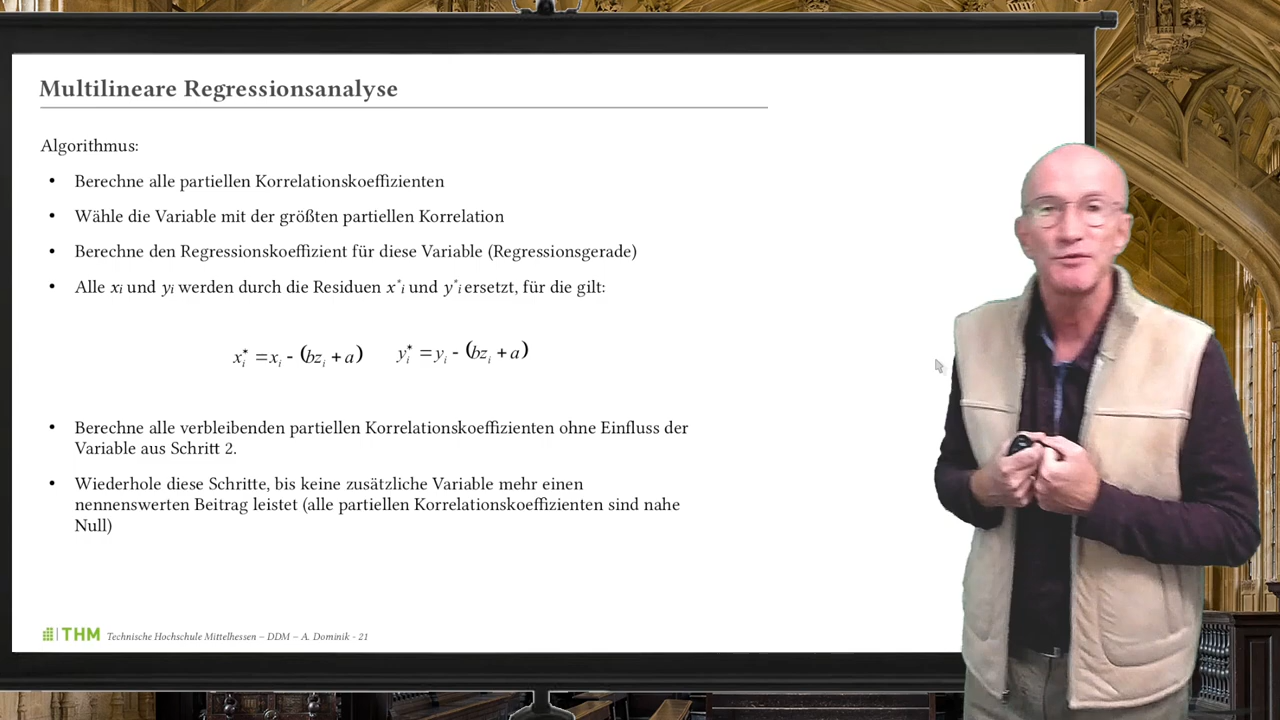 Multilineare Regressionsanalyse
Algorithmus:
• Berechne alle partiellen Korrelationskoeffizienten
• Wähle die Variable mit der größten partiellen Korrelation
• Berechne den Regressionskoeffizient für diese Variable (Regressionsgerade)
• Alle xᵢ und yᵢ werden durch die Residuen x*ᵢ und y*ᵢ ersetzt, für die gilt:
x*ᵢ = xᵢ - (bzᵢ + a) y*ᵢ = yᵢ - (bzᵢ + a)
• Berechne alle verbleibenden partiellen Korrelationskoeffizienten ohne Einfluss der
Variable aus Schritt 2.
• Wiederhole diese Schritte, bis keine zusätzliche Variable mehr einen
nennenswerten Beitrag leistet (alle partiellen Korrelationskoeffizienten sind nahe
Null)
THM Technische Hochschule Mittelhessen – DDM – A. Dominik - 21